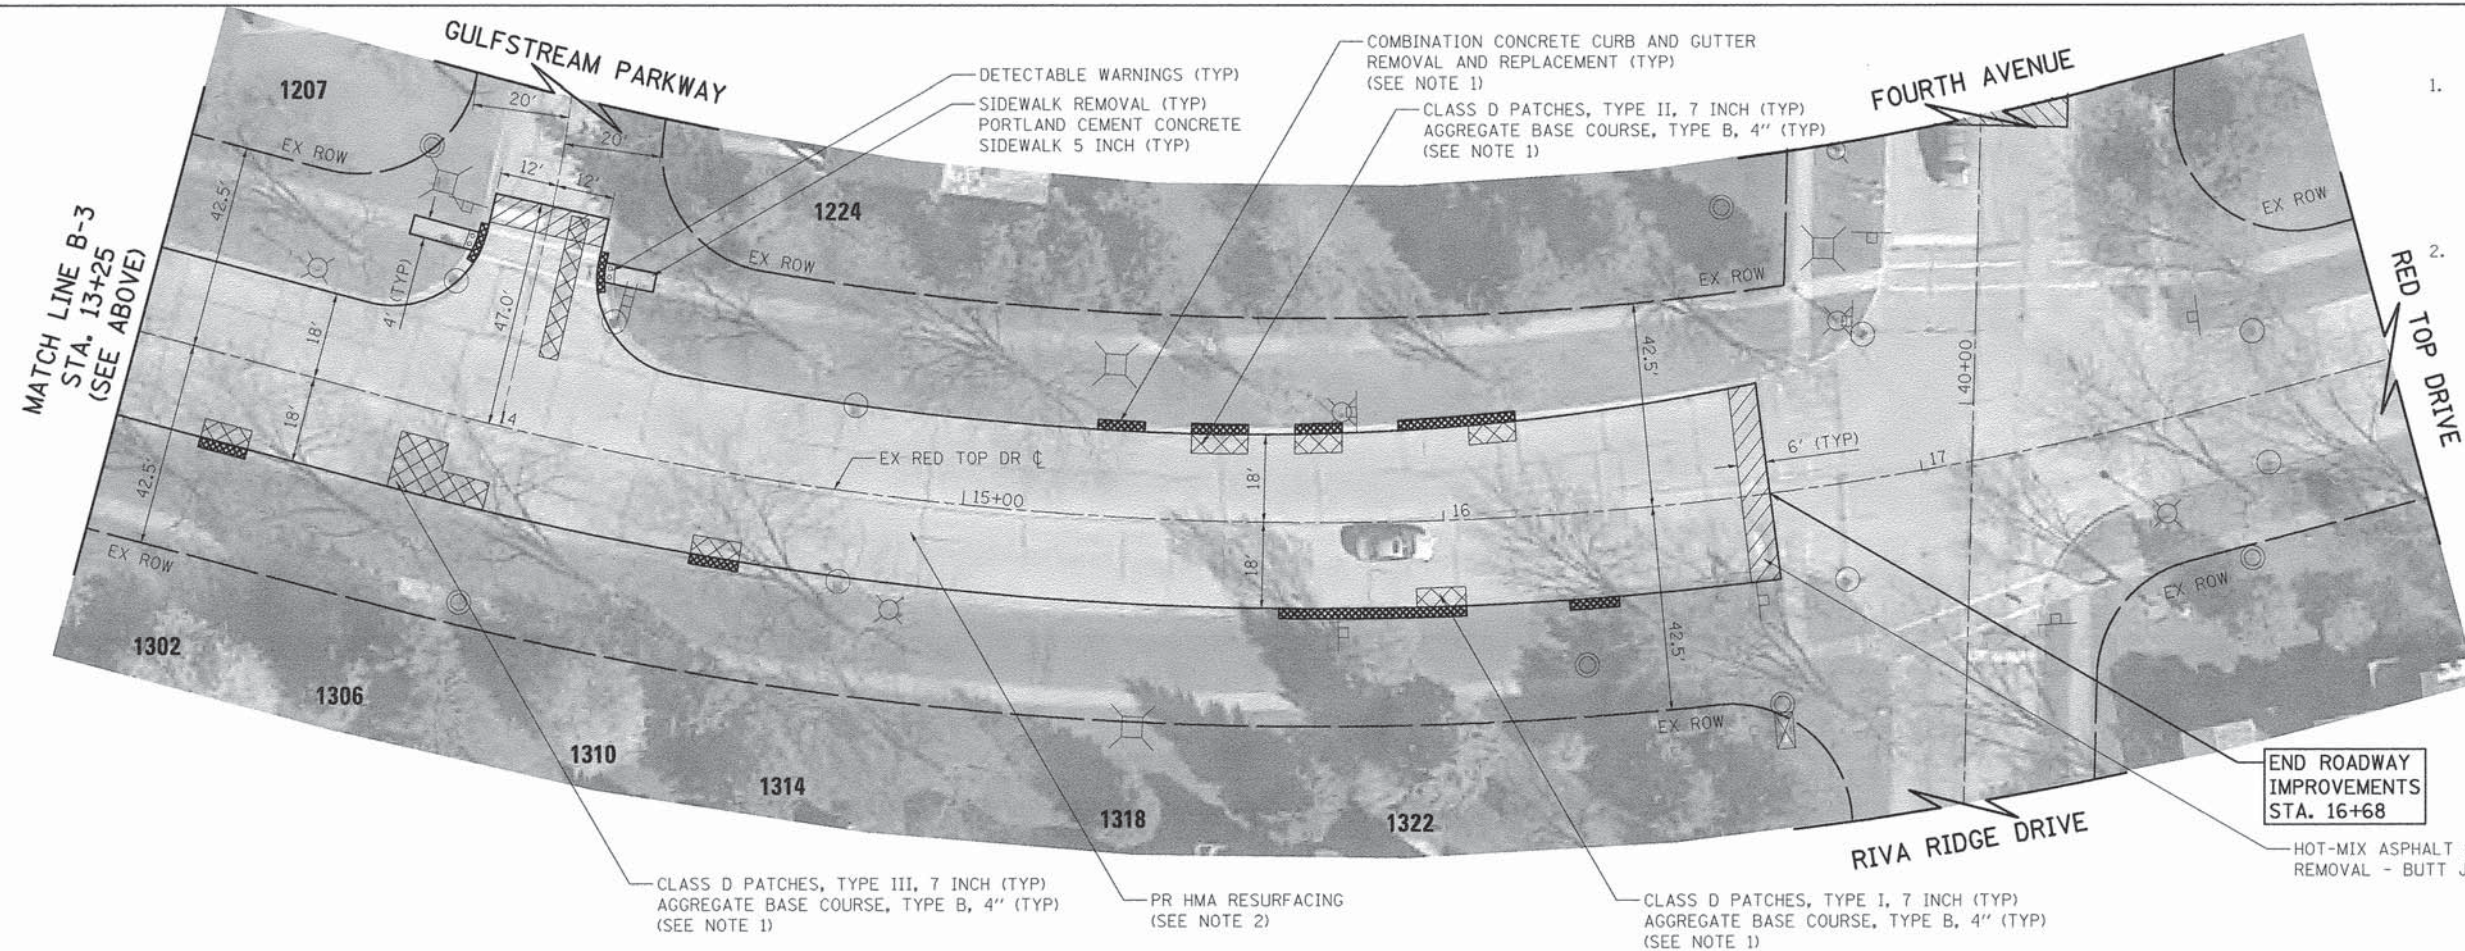 GULFSTREAM PARKWAY
FOURTH AVENUE
RED TOP DRIVE
RIVA RIDGE DRIVE
MATCH LINE B-3
STA. 13+25
(SEE ABOVE)
DETECTABLE WARNINGS (TYP)
SIDEWALK REMOVAL (TYP)
PORTLAND CEMENT CONCRETE
SIDEWALK 5 INCH (TYP)
COMBINATION CONCRETE CURB AND GUTTER
REMOVAL AND REPLACEMENT (TYP)
(SEE NOTE 1)
CLASS D PATCHES, TYPE II, 7 INCH (TYP)
AGGREGATE BASE COURSE, TYPE B, 4" (TYP)
(SEE NOTE 1)
1.
2.
1207
1224
20'
20'
12'
12'
EX ROW
EX ROW
EX ROW
EX ROW
42.5'
42.5'
18'
18'
4' (TYP)
47.0'
14
EX RED TOP DR ℄
15+00
16
17
40+00
18'
18'
42.5'
42.5'
6' (TYP)
EX ROW
EX ROW
EX ROW
1302
1306
1310
1314
1318
1322
END ROADWAY
IMPROVEMENTS
STA. 16+68
HOT-MIX ASPHALT
REMOVAL - BUTT J
CLASS D PATCHES, TYPE III, 7 INCH (TYP)
AGGREGATE BASE COURSE, TYPE B, 4" (TYP)
(SEE NOTE 1)
PR HMA RESURFACING
(SEE NOTE 2)
CLASS D PATCHES, TYPE I, 7 INCH (TYP)
AGGREGATE BASE COURSE, TYPE B, 4" (TYP)
(SEE NOTE 1)